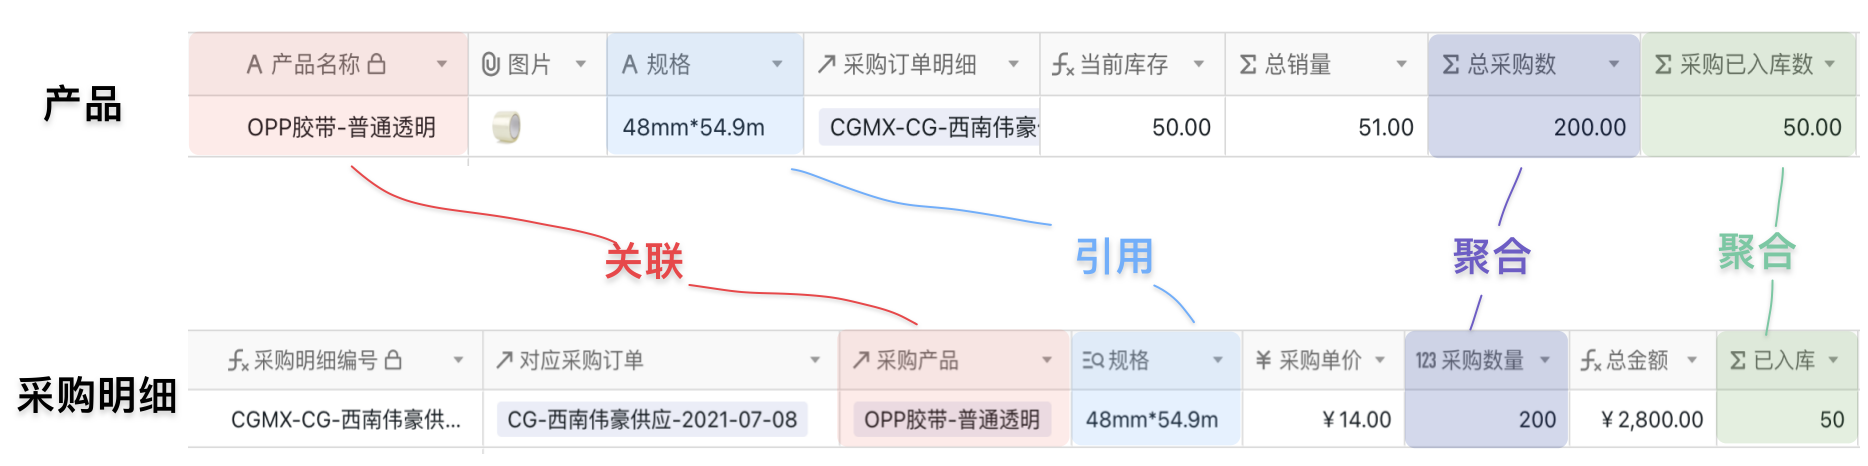 产品
产品名称 图片 规格 采购订单明细 当前库存 总销量 总采购数 采购已入库数
OPP胶带-普通透明 48mm*54.9m CGMX-CG-西南伟豪 50.00 51.00 200.00 50.00
关联 引用 聚合 聚合
采购明细
采购明细编号 对应采购订单 采购产品 规格 ¥ 采购单价 123 采购数量 总金额 已入库
CGMX-CG-西南伟豪供... CG-西南伟豪供应-2021-07-08 OPP胶带-普通透明 48mm*54.9m ¥14.00 200 ¥2,800.00 50